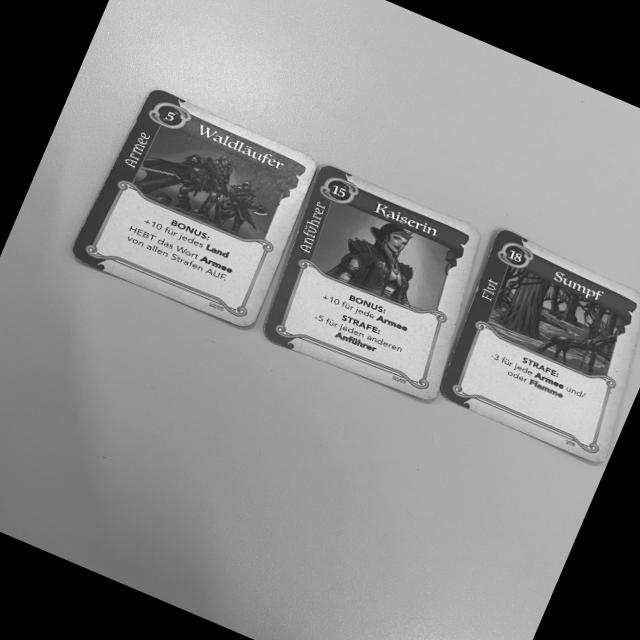 5
Waldläufer
Armee
BONUS:
+10 für jedes Land
HEBT das Wort Armee
von allen Strafen AUF.
15
Kaiserin
Anführer
BONUS:
+10 für jede Armee
STRAFE:
-5 für jeden anderen
Anführer
18
Sumpf
Flut
STRAFE:
-3 für jede Armee und/
oder Flamme